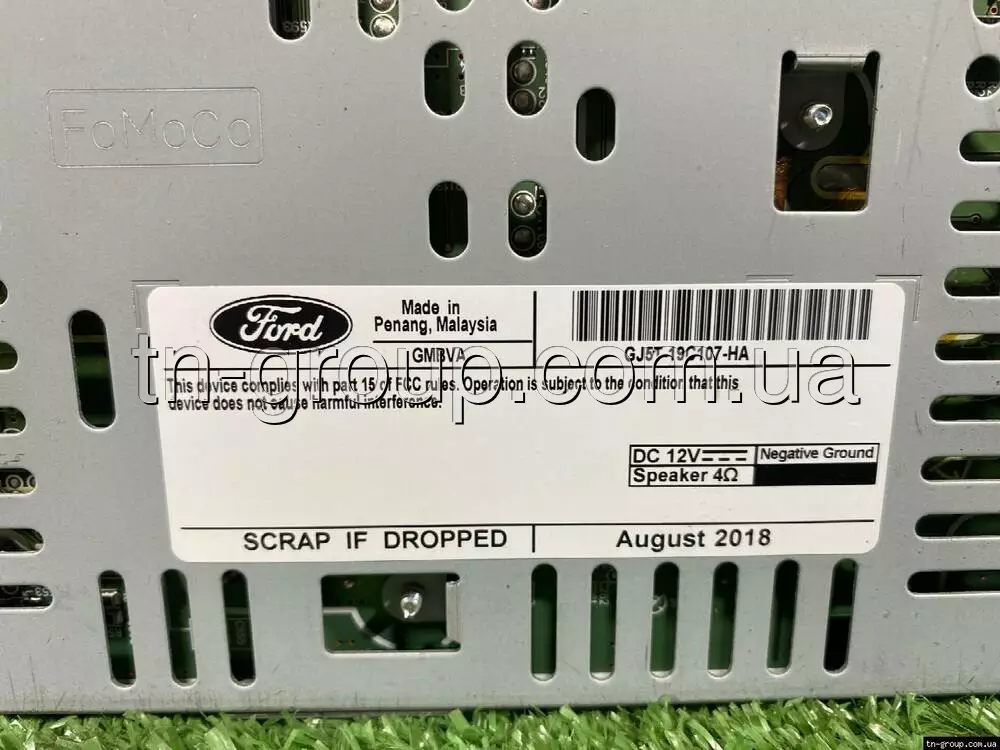 FoMoCo
Ford
Made in
Penang, Malaysia
GMBVA
GJ5T-19C107-HA
This device complies with part 15 of FCC rules. Operation is subject to the condition that this
device does not cause harmful interference.
tn-group.com.ua
DC 12V
Negative Ground
Speaker 4Ω
SCRAP IF DROPPED
August 2018
tn-group.com.ua